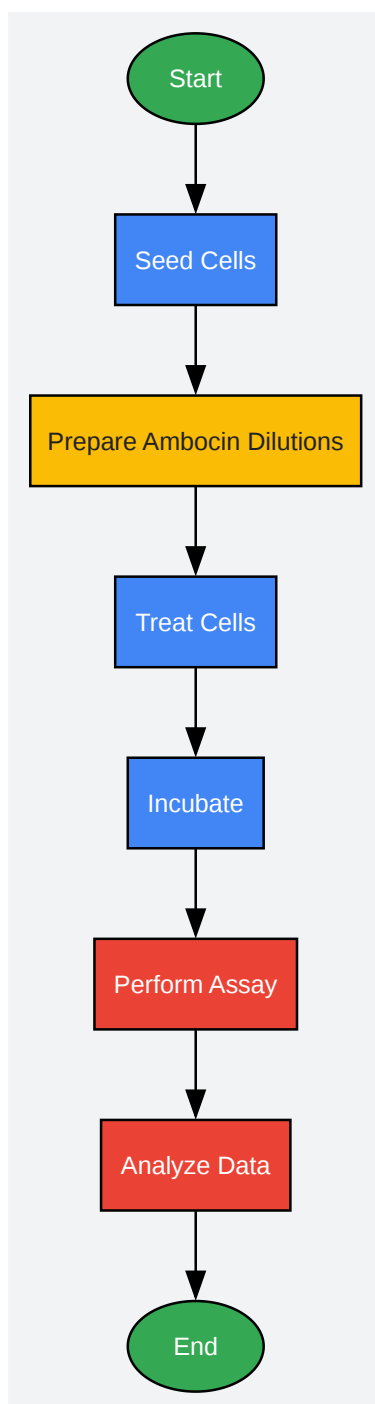 Start
Seed Cells
Prepare Ambocin Dilutions
Treat Cells
Incubate
Perform Assay
Analyze Data
End